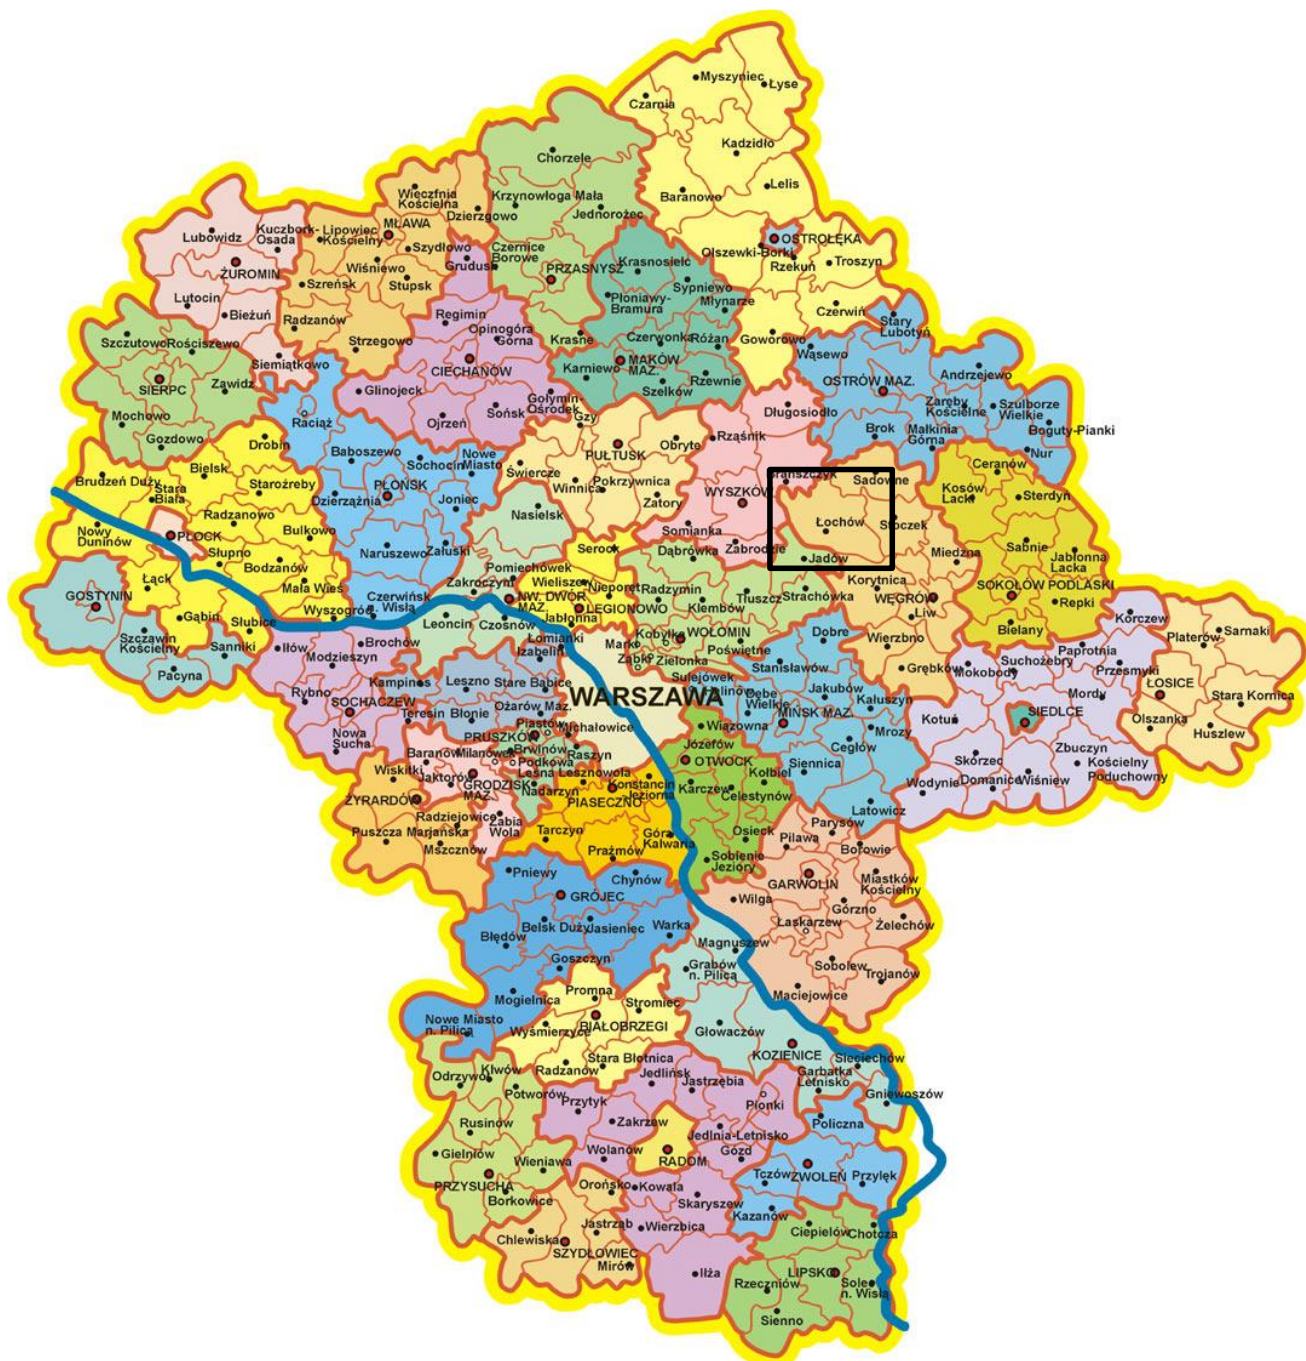 Myszyniec
Łyse
Czarnia
Kadzidło
Lelis
Baranowo
Chorzele
Krzynowłoga Mała
Jednorożec
Więczfnia
Kościelna
Dzierzgowo
MŁAWA
Lipowiec
Kościelny
Kuczbork-
Osada
Lubowidz
ŻUROMIN
Szydłowo
Wiśniewo
Stupsk
Szreńsk
Grudusk
Czernice
Borowe
PRZASNYSZ
Krasnosielc
Sypniewo
Młynarze
Płoniawy-
Bramura
Olszewki-Borki
OSTROŁĘKA
Rzekuń
Troszyn
Czerwiń
Stary
Lubotyń
Goworowo
Wąsewo
Lutocin
Bieżuń
Radzanów
Strzegowo
Siemiątkowo
Regimin
Opinogóra
Górna
CIECHANÓW
Glinojeck
Gołymin-
Ośrodek
Sońsk
Ojrzeń
Gzy
Krasne
Karniewo
Czerwonka
Różan
MAKÓW
MAZ.
Rzewnie
Szelków
Szczutowo
Rościszewo
SIERPC
Zawidz
Mochowo
Gozdowo
Raciąż
Andrzejewo
OSTRÓW MAZ.
Zaręby
Kościelne
Szulborze
Wielkie
Boguty-Pianki
Brok
Małkinia
Górna
Nur
Długosiodło
Rząśnik
Obryte
PUŁTUSK
Drobin
Bielsk
Brudzeń Duży
Stara
Biała
Staroźreby
Radzanowo
Bulkowo
Nowy
Duninów
PŁOCK
Słupno
Bodzanów
Mała Wieś
Łąck
Gąbin
Słubice
Wyszogród
Baboszewo
Sochocin
Nowe
Miasto
Dzierzążnia
PŁOŃSK
Joniec
Naruszewo
Załuski
Czerwińsk
n. Wisłą
Świercze
Winnica
Pokrzywnica
Zatory
Nasielsk
WYSZKÓW
Somianka
Zabrodzie
Sadowne
Łochów
Stoczek
Jadów
Miedzna
Korytnica
WĘGRÓW
Liw
Wierzbno
Grębków
Ceranów
Kosów
Lacki
Sterdyń
Sabnie
Jabłonna
Lacka
SOKOŁÓW PODLASKI
Repki
Bielany
Serock
Dąbrówka
Pomiechówek
Zakroczym
NW. DWÓR
MAZ.
Nieporęt
LEGIONOWO
Jabłonna
Radzymin
Klembów
Tłuszcz
Strachówka
Leoncin
Czosnów
Łomianki
Izabelin
Kobyłka
WOŁOMIN
Marki
Ząbki
Zielonka
Poświętne
Dobre
Stanisławów
GOSTYNIN
Szczawin
Kościelny
Sanniki
Pacyna
Iłów
Brochów
Modzieszyn
Rybno
SOCHACZEW
Nowa
Sucha
Kampinos
Leszno
Stare Babice
Teresin
Błonie
Ożarów Maz.
WARSZAWA
Sulejówek
Dębe
Wielkie
Jakubów
Kałuszyn
MIŃSK MAZ.
Mrozy
Cegłów
Siennica
Latowicz
Korczew
Platerów
Sarnaki
Paprotnia
Suchożebry
Przesmyki
Mokobody
ŁOSICE
Mordy
Stara Kornica
Kotuń
SIEDLCE
Olszanka
Huszlew
Skórzec
Zbuczyn
Kościelny
Poduchowny
Wodynie
Domanice
Wiśniew
Piastów
PRUSZKÓW
Michałowice
Raszyn
Brwinów
Podkowa
Leśna
Milanówek
Baranów
Jaktorów
GRODZISK
MAZ.
Nadarzyn
Lesznowola
Konstancin
Jeziorna
PIASECZNO
Żabia
Wola
Wiskitki
ŻYRARDÓW
Radziejowice
Puszcza
Marjańska
Mszcznów
Tarczyn
Prażmów
Góra
Kalwaria
Wiązowna
Józefów
OTWOCK
Karczew
Kołbiel
Celestynów
Osieck
Sobienie
Jeziory
Parysów
Pilawa
Borowie
GARWOLIN
Miastków
Kościelny
Wilga
Górzno
Łaskarzew
Żelechów
Sobolew
Trojanów
Maciejowice
Pniewy
Chynów
GRÓJEC
Belsk Duży
Jasieniec
Warka
Błędów
Goszczyn
Mogielnica
Nowe Miasto
n. Pilicą
Magnuszew
Grabów
n. Pilicą
Głowaczów
KOZIENICE
Sieciechów
Garbatka
Letnisko
Gniewoszów
Promna
Stromiec
BIAŁOBRZEGI
Wyśmierzyce
Stara Błotnica
Radzanów
Odrzywół
Klwów
Potworów
Rusinów
Gielniów
Wieniawa
PRZYSUCHA
Borkowice
Jedlińsk
Jastrzębia
Pionki
Przytyk
Zakrzew
Jedlnia-Letnisko
Wolanów
RADOM
Gózd
Kowala
Skaryszew
Wierzbica
Iłża
Orońsko
Jastrząb
Chlewiska
SZYDŁOWIEC
Mirów
Policzna
Tczów
ZWOLEŃ
Przyłęk
Kazanów
Ciepielów
Chotcza
LIPSKO
Rzeczniów
Solec
n. Wisłą
Sienno